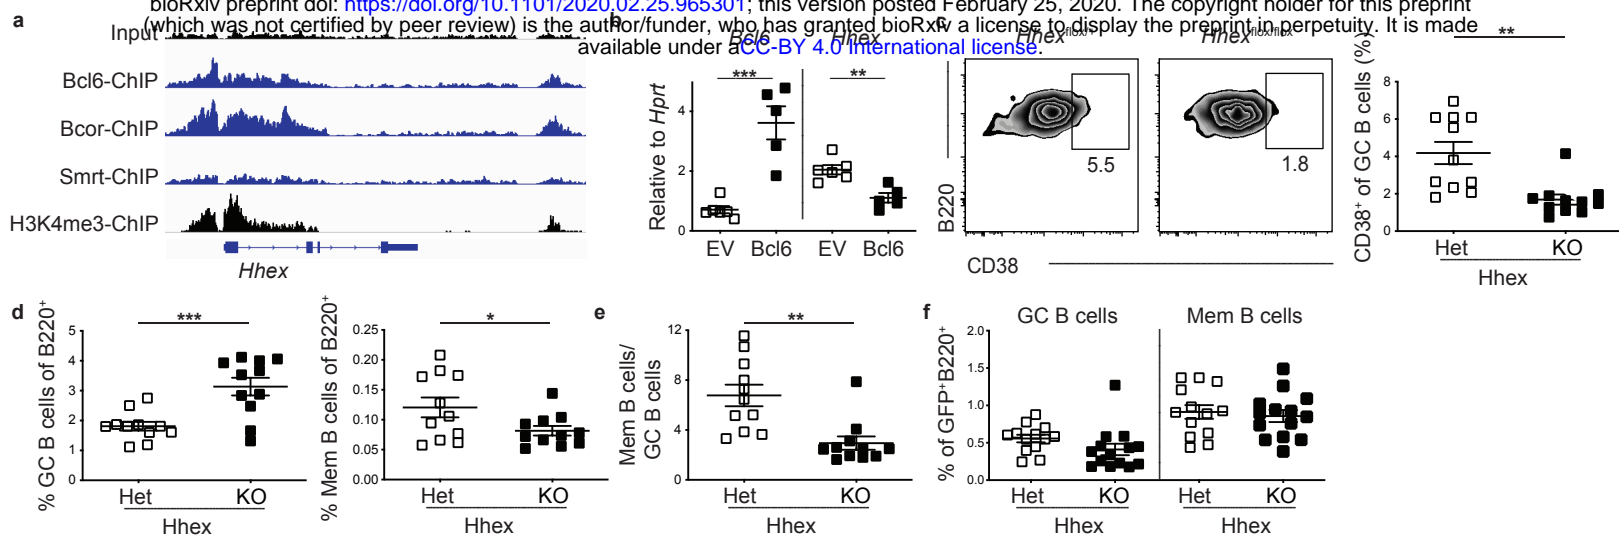 bioRxiv preprint doi: https://doi.org/10.1101/2020.02.25.965301; this version posted February 25, 2020. The copyright holder for this preprint
(which was not certified by peer review) is the author/funder, who has granted bioRxiv a license to display the preprint in perpetuity. It is made
available under aCC-BY 4.0 International license.
a
Input
Bcl6-ChIP
Bcor-ChIP
Smrt-ChIP
H3K4me3-ChIP
Hhex
b
Bcl6 Hhex
*** **
Relative to Hprt
4
2
0
EV Bcl6 EV Bcl6
c
Hhexflox/+ Hhexflox/flox
5.5 1.8
B220
CD38
**
CD38+ of GC B cells (%)
8
6
4
2
0
Het KO
Hhex
d
***
% GC B cells of B220+
5
4
3
2
1
0
Het KO
Hhex
*
% Mem B cells of B220+
0.25
0.20
0.15
0.10
0.05
0.00
Het KO
Hhex
e
**
Mem B cells/
GC B cells
12
8
4
0
Het KO
Hhex
f
GC B cells Mem B cells
% of GFP+B220+
2.0
1.5
1.0
0.5
0.0
Het KO Het KO
Hhex Hhex